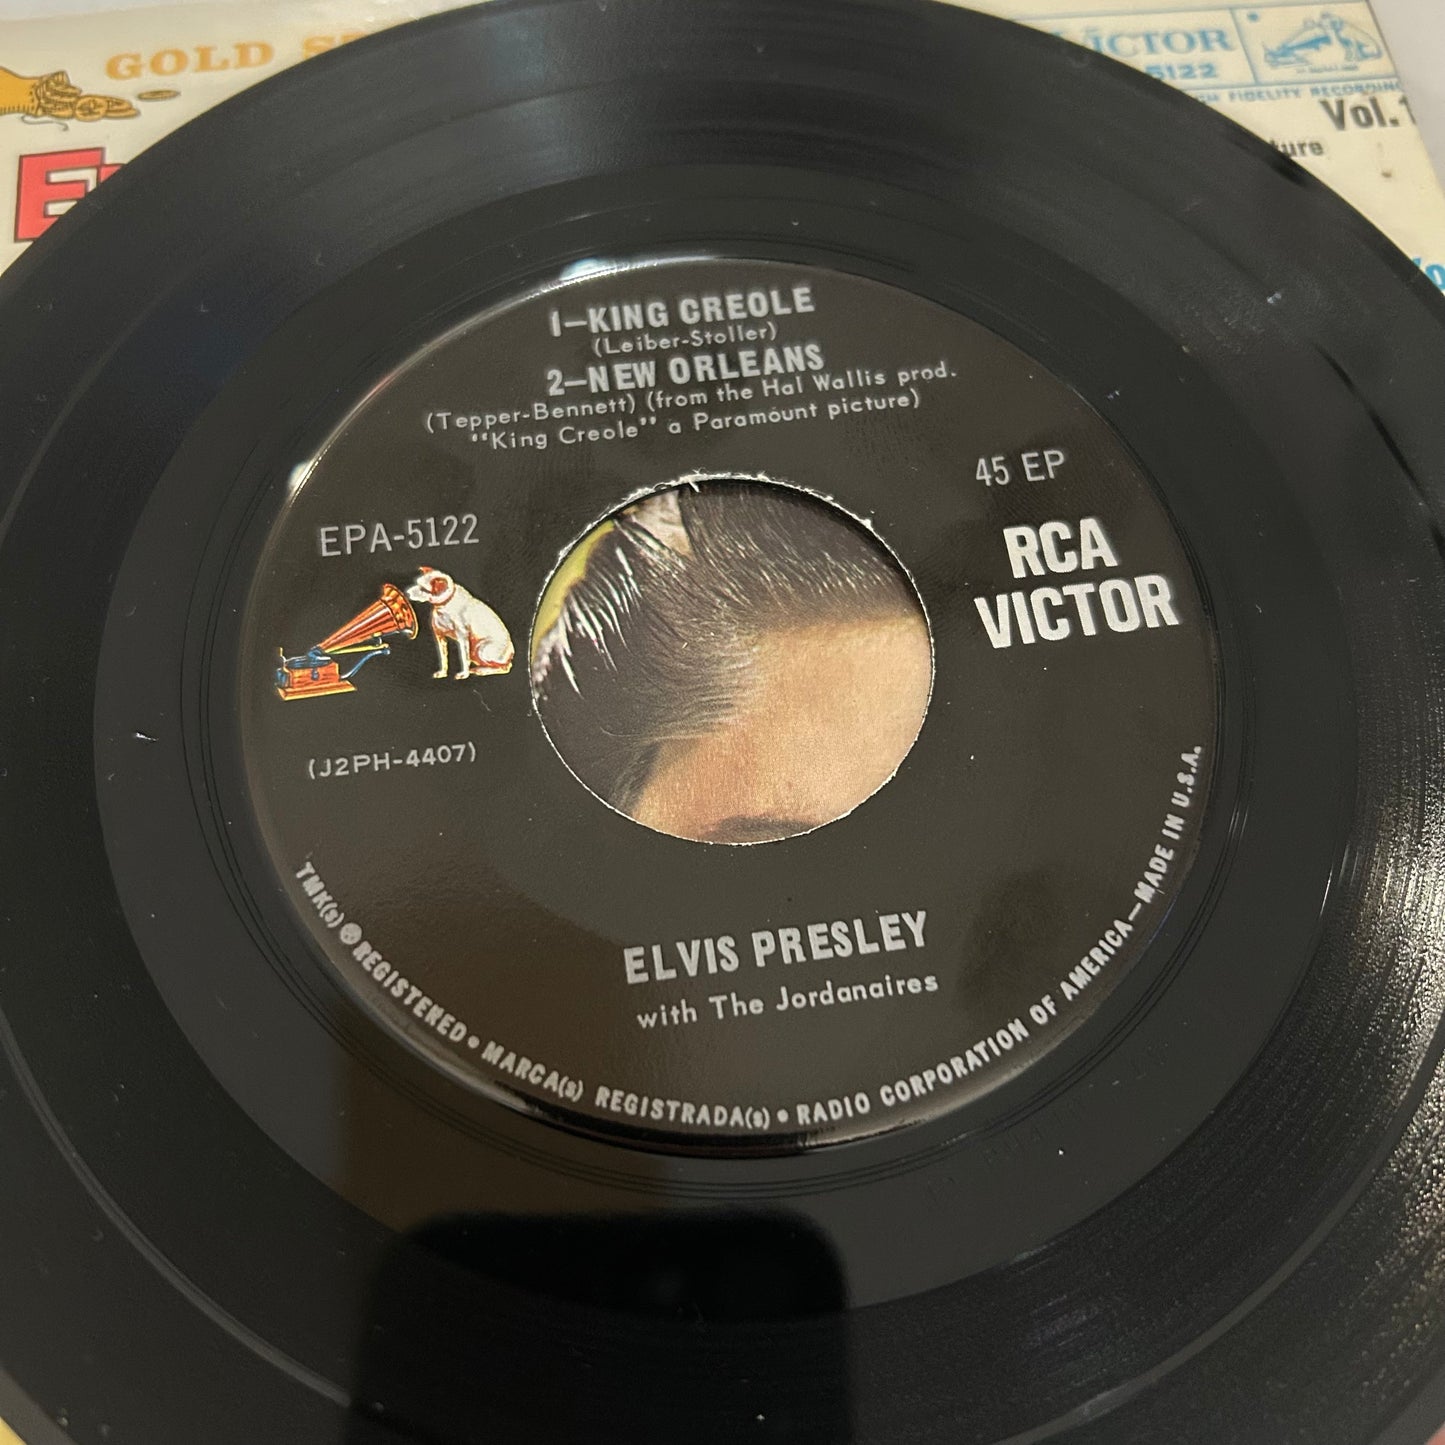 GOLD
VICTOR
5122
FIDELITY RECORDING
Vol. 1
1—KING CREOLE
(Leiber-Stoller)
2—NEW ORLEANS
(Tepper-Bennett) (from the Hal Wallis prod.
"King Creole" a Paramount picture)
45 EP
EPA-5122
RCA
VICTOR
(J2PH-4407)
ELVIS PRESLEY
with The Jordanaires
TMK(s) ® REGISTERED • MARCA(s) REGISTRADA(s) • RADIO CORPORATION OF AMERICA—MADE IN U.S.A.